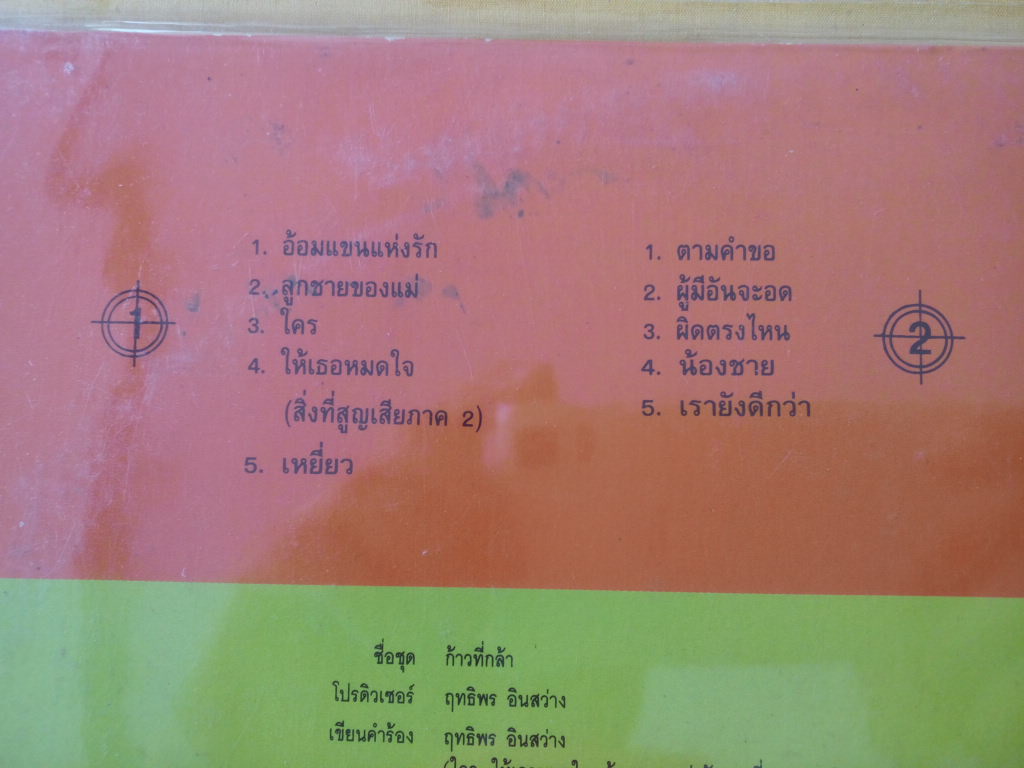 1
1. อ้อมแขนแห่งรัก
2. ลูกชายของแม่
3. ใคร
4. ให้เธอหมดใจ
(สิ่งที่สูญเสียภาค 2)
5. เหยี่ยว
1. ตามคำขอ
2. ผู้มีอันจะอด
3. ผิดตรงไหน
4. น้องชาย
5. เรายังดีกว่า
2
ชื่อชุด ก้าวที่กล้า
โปรดิวเซอร์ ฤทธิพร อินสว่าง
เขียนคำร้อง ฤทธิพร อินสว่าง